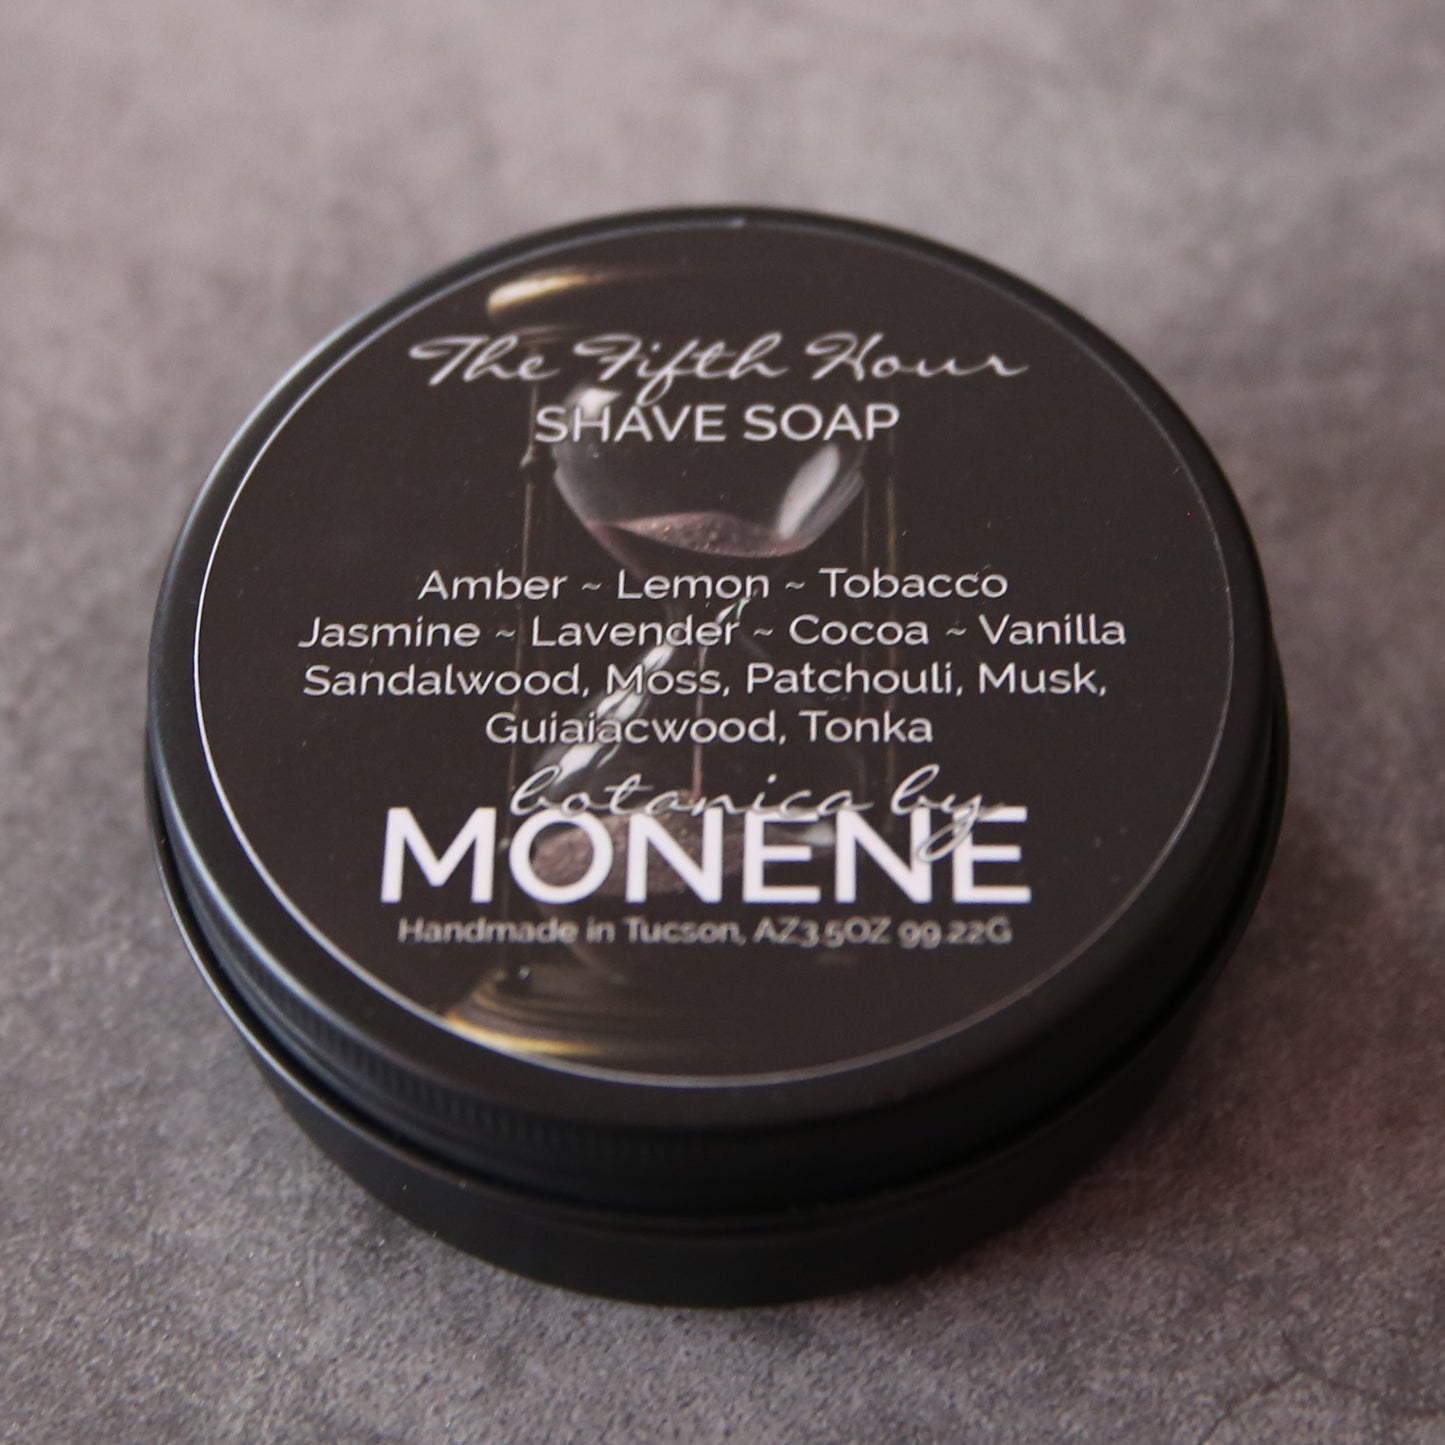 The Fifth Hour
SHAVE SOAP
Amber ~ Lemon ~ Tobacco
Jasmine ~ Lavender ~ Cocoa ~ Vanilla
Sandalwood, Moss, Patchouli, Musk,
Guiaiacwood, Tonka
botanica by
MONENE
Handmade in Tucson, AZ3.5OZ 99.22G